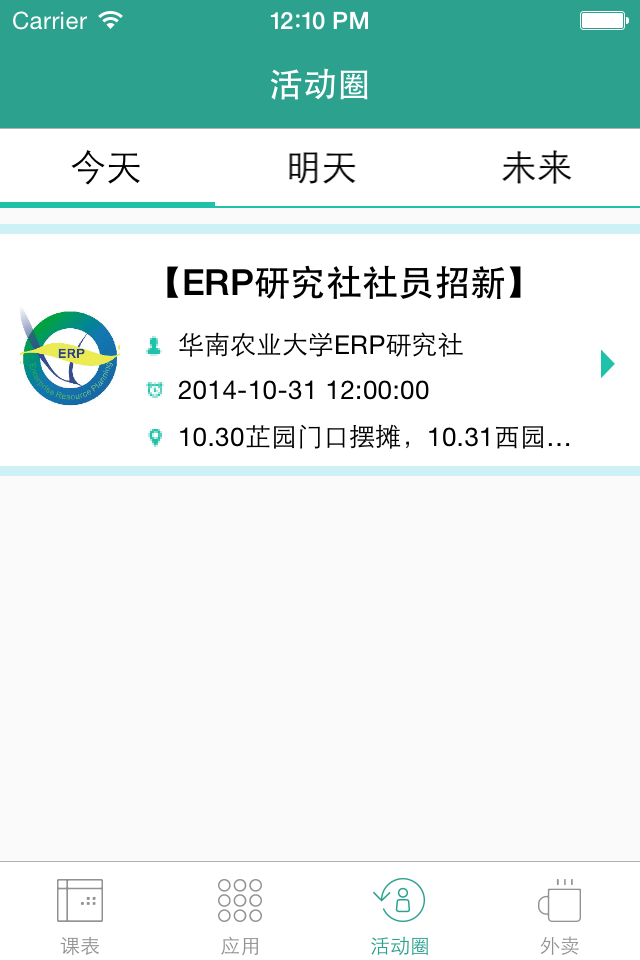 Carrier 12:10 PM
活动圈
今天 明天 未来
【ERP研究社社员招新】
ERP
Enterprise Resource Planning
华南农业大学ERP研究社
2014-10-31 12:00:00
10.30芷园门口摆摊，10.31西园…
课表 应用 活动圈 外卖